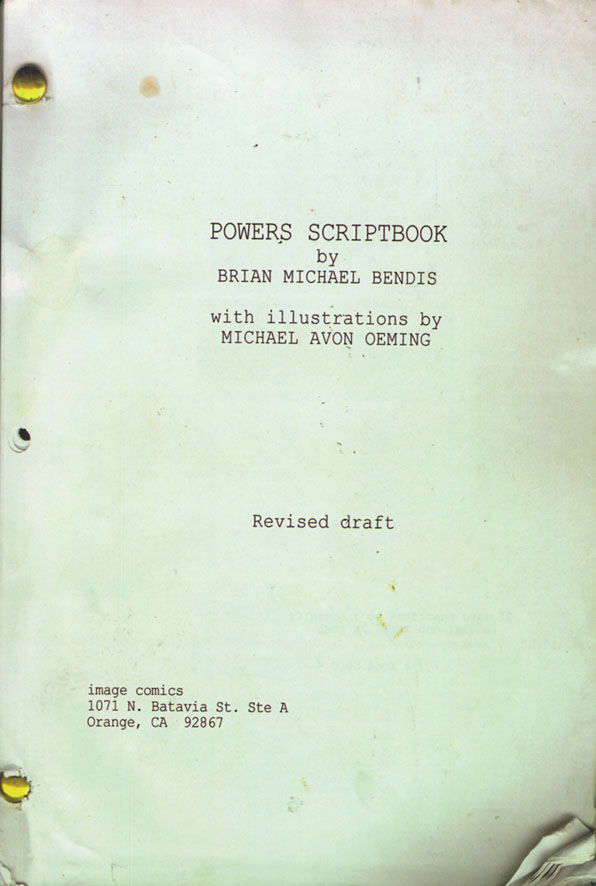 POWERS SCRIPTBOOK
by
BRIAN MICHAEL BENDIS
with illustrations by
MICHAEL AVON OEMING
Revised draft
image comics
1071 N. Batavia St. Ste A
Orange, CA 92867